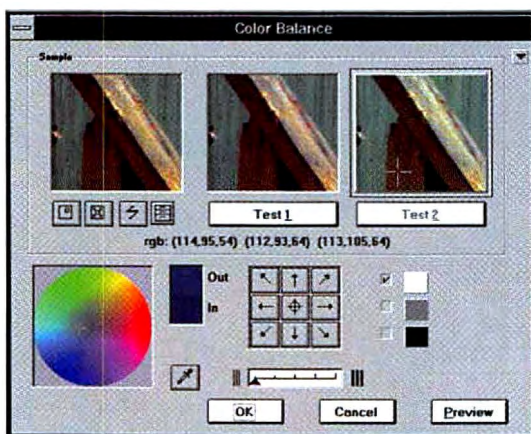 Color Balance
Sample
Test 1 Test 2
rgb: (114,95,54) (112,93,64) (113,105,64)
Out
In
OK Cancel Preview